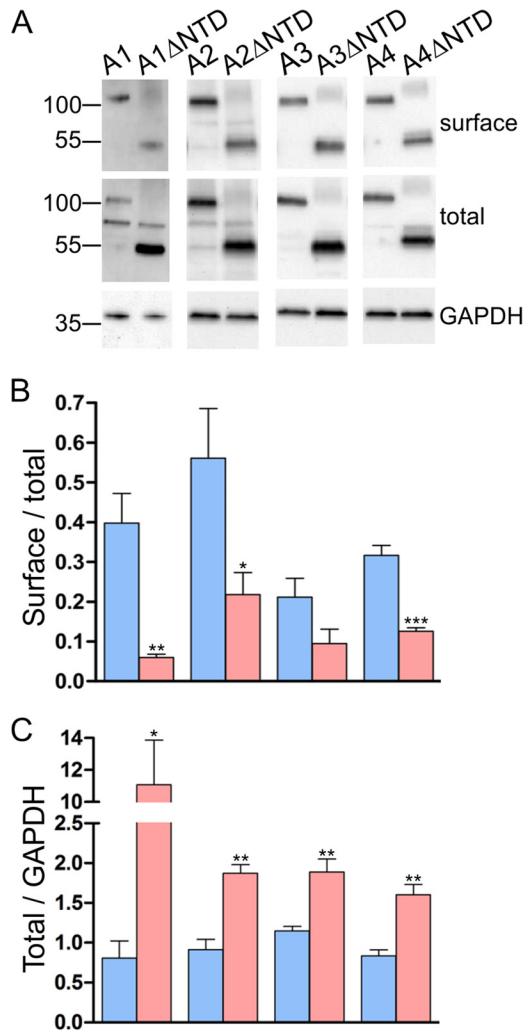 A
A1 A1ΔNTD A2 A2ΔNTD A3 A3ΔNTD A4 A4ΔNTD
100
55
surface
100
55
total
35
GAPDH
B
Surface / total
0.7
0.6
0.5
0.4
0.3
0.2
0.1
0.0
** * ***
C
Total / GAPDH
14
12
10
2.5
2.0
1.5
1.0
0.5
0.0
* ** ** **